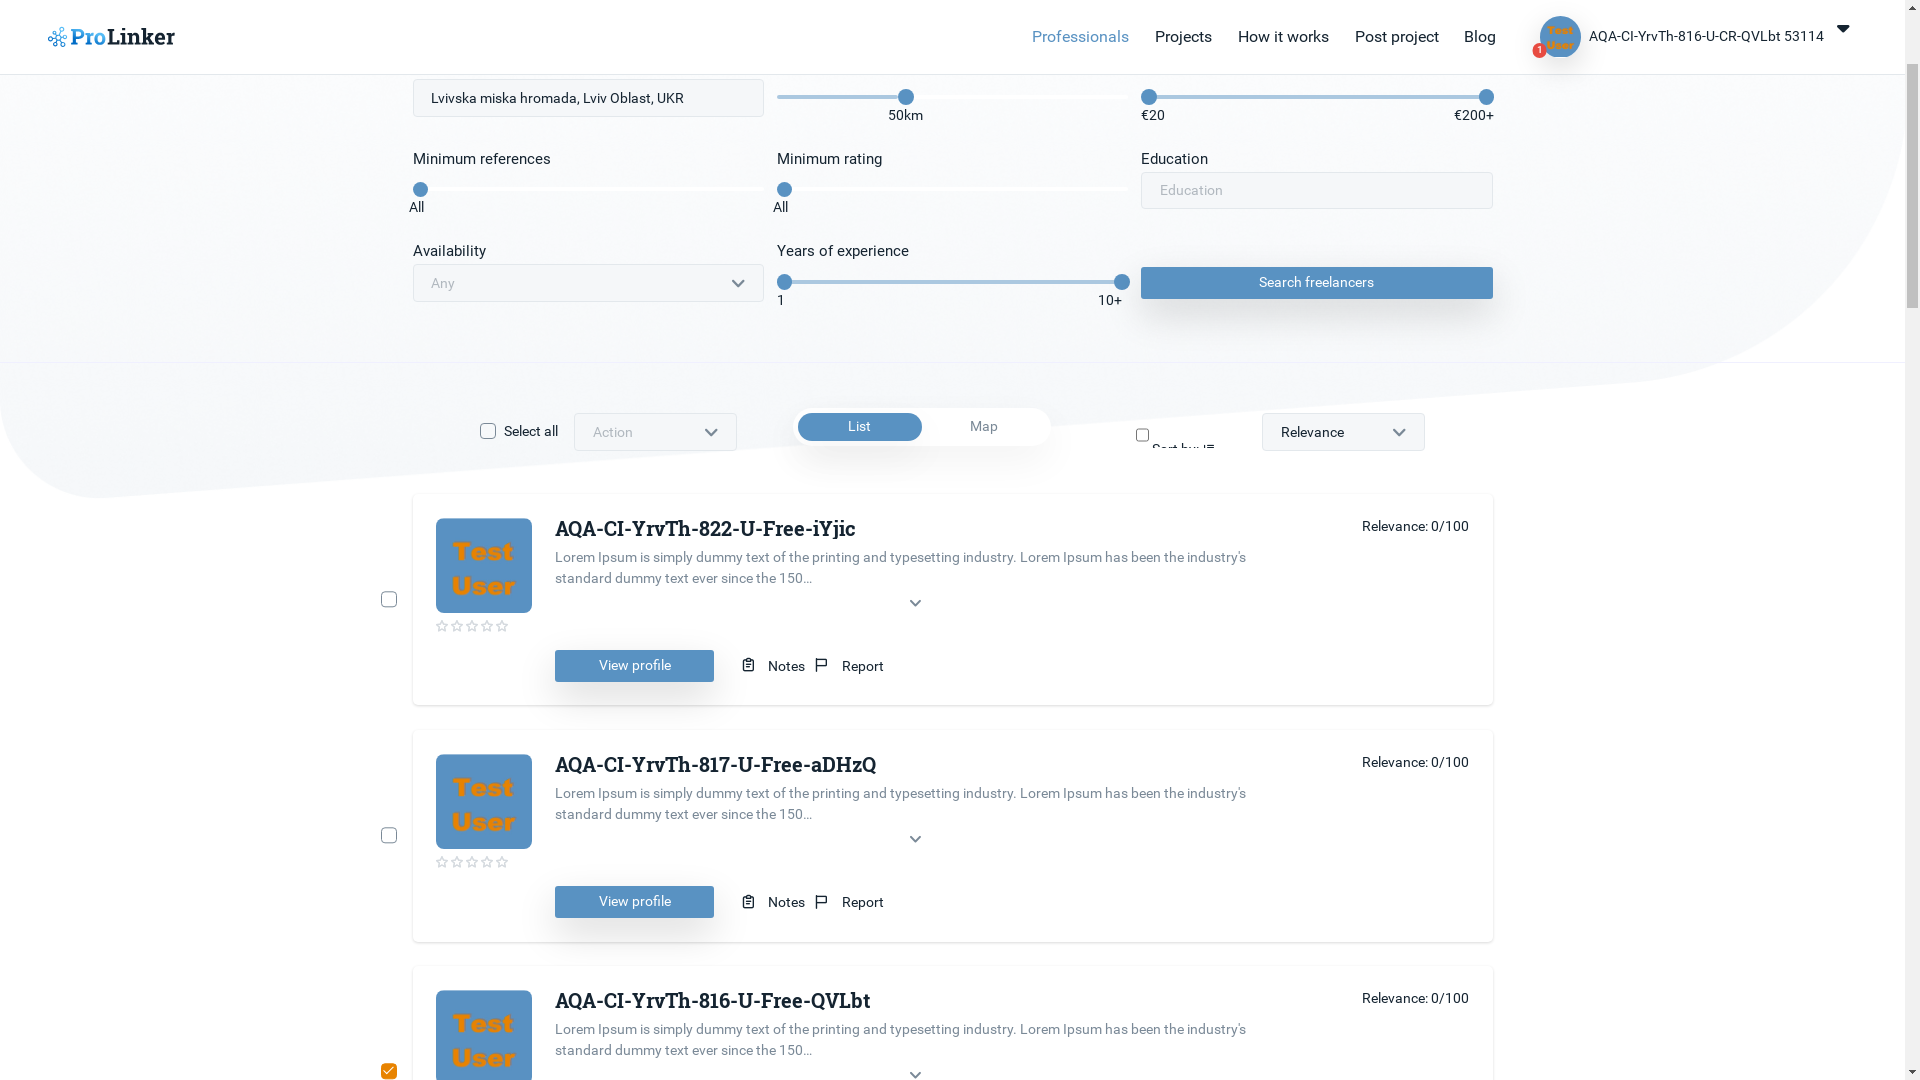 ProLinker
Professionals
Projects
How it works
Post project
Blog
Test
User
1
AQA-CI-YrvTh-816-U-CR-QVLbt 53114
Lvivska miska hromada, Lviv Oblast, UKR
50km
€20
€200+
Minimum references
Minimum rating
Education
All
All
Education
Availability
Years of experience
Any
1
10+
Search freelancers
Select all
Action
List
Map
Sort by:
Relevance
Test
User
AQA-CI-YrvTh-822-U-Free-iYjic
Relevance: 0/100
Lorem Ipsum is simply dummy text of the printing and typesetting industry. Lorem Ipsum has been the industry's
standard dummy text ever since the 150...
View profile
Notes
Report
Test
User
AQA-CI-YrvTh-817-U-Free-aDHzQ
Relevance: 0/100
Lorem Ipsum is simply dummy text of the printing and typesetting industry. Lorem Ipsum has been the industry's
standard dummy text ever since the 150...
View profile
Notes
Report
Test
User
AQA-CI-YrvTh-816-U-Free-QVLbt
Relevance: 0/100
Lorem Ipsum is simply dummy text of the printing and typesetting industry. Lorem Ipsum has been the industry's
standard dummy text ever since the 150...